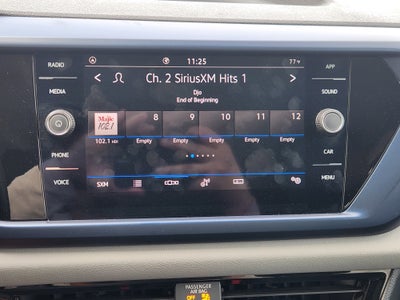 RADIO
11:25
77°F
APP
Ch. 2 SiriusXM Hits 1
MEDIA
SOUND
Djo
End of Beginning
Majic
102.1
8
9
10
11
12
102.1 HD1
Empty
Empty
Empty
Empty
Empty
PHONE
CAR
VOICE
MENU
SXM
PASSENGER
AIR BAG
OFF